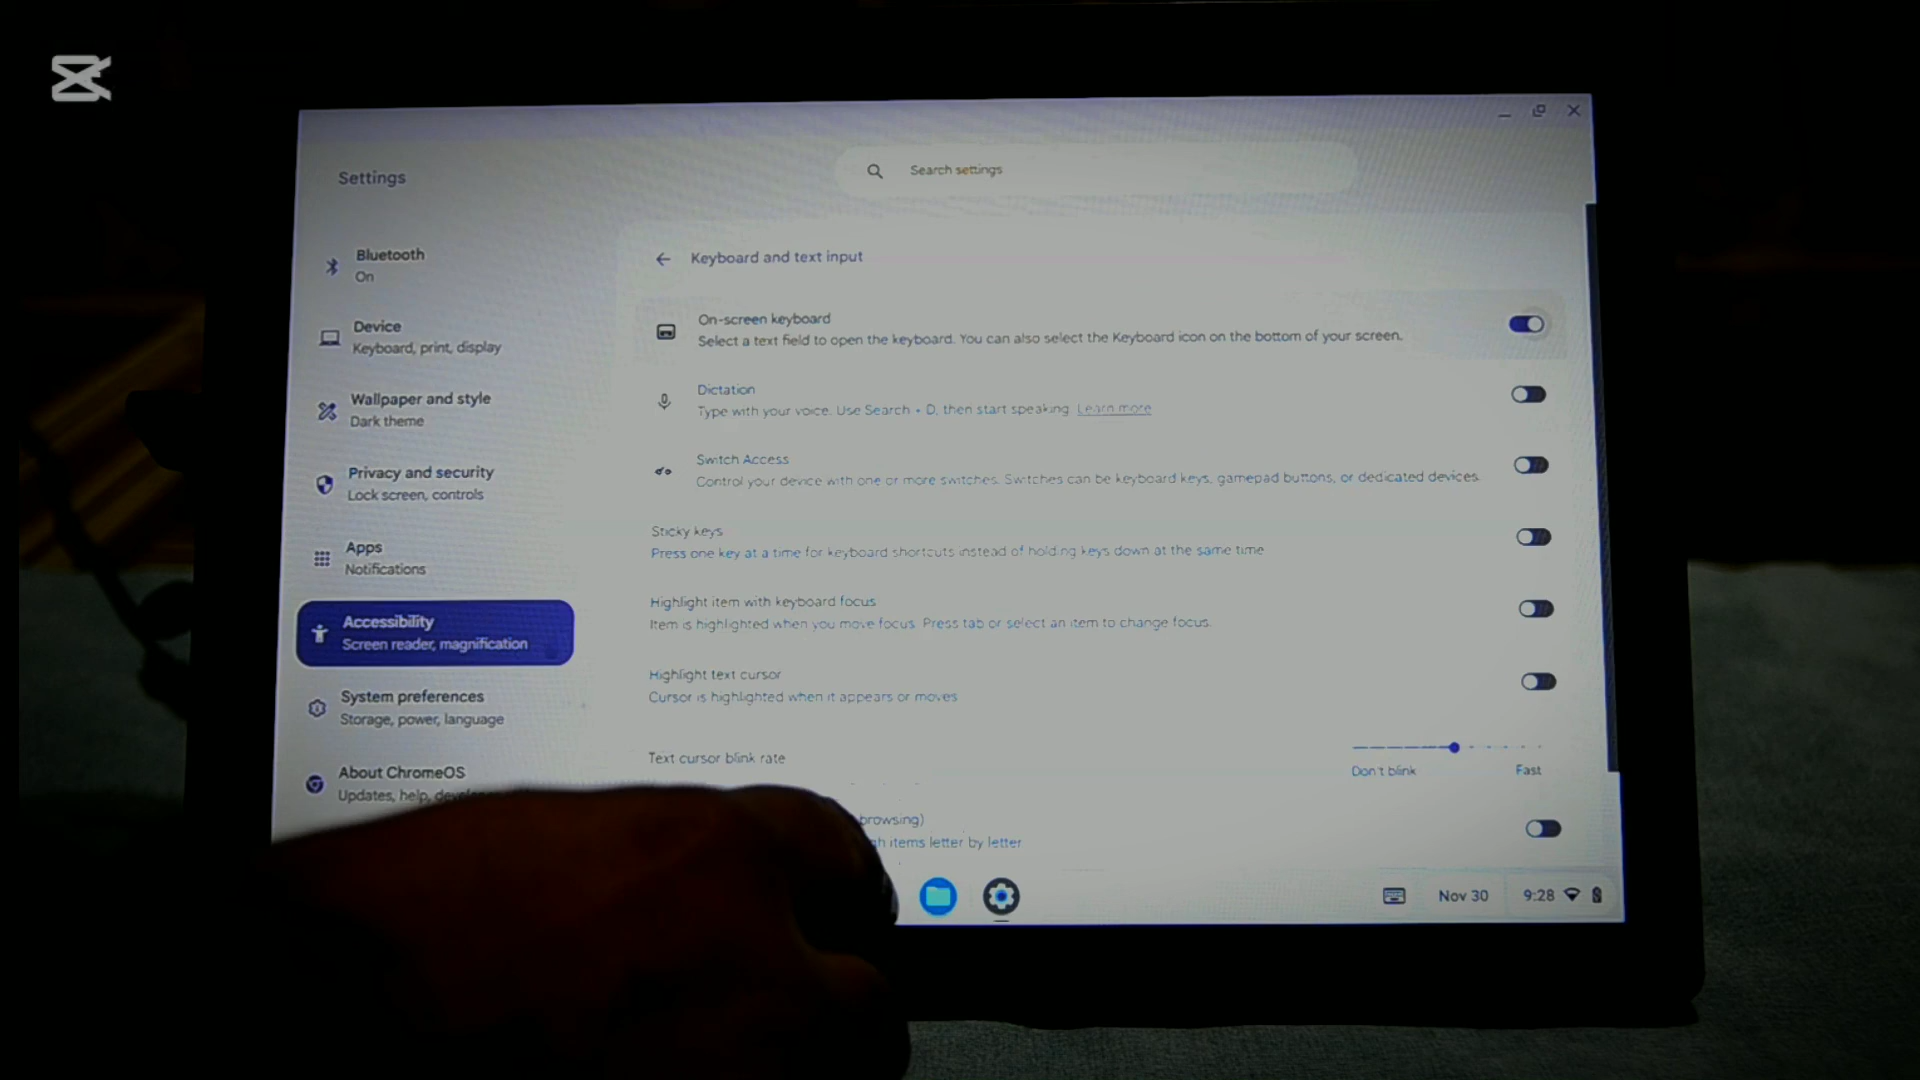 Settings
Search settings
Bluetooth
On
Device
Keyboard, print, display
Wallpaper and style
Dark theme
Privacy and security
Lock screen, controls
Apps
Notifications
Accessibility
Screen reader, magnification
System preferences
Storage, power, language
About ChromeOS
Updates, help,
Keyboard and text input
On-screen keyboard
Select a text field to open the keyboard. You can also select the Keyboard icon on the bottom of your screen.
Dictation
Type with your voice. Use Search + D, then start speaking. Learn more
Switch Access
Control your device with one or more switches. Switches can be keyboard keys, gamepad buttons, or dedicated devices.
Sticky keys
Press one key at a time for keyboard shortcuts instead of holding keys down at the same time
Highlight item with keyboard focus
Item is highlighted when you move focus. Press tab or select an item to change focus.
Highlight text cursor
Cursor is highlighted when it appears or moves
Text cursor blink rate
Don't blink
Fast
browsing)
items letter by letter
Nov 30
9:28